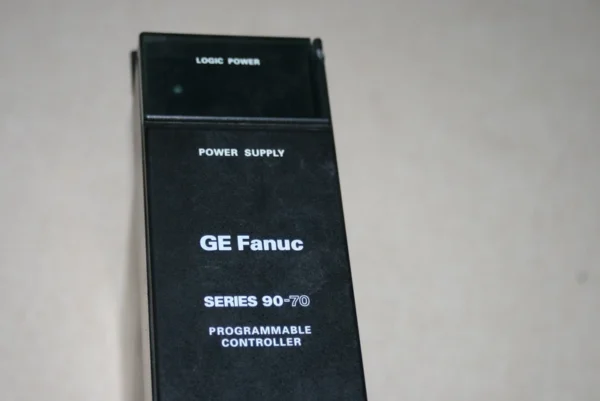 LOGIC POWER
POWER SUPPLY
GE Fanuc
SERIES 90-70
PROGRAMMABLE
CONTROLLER